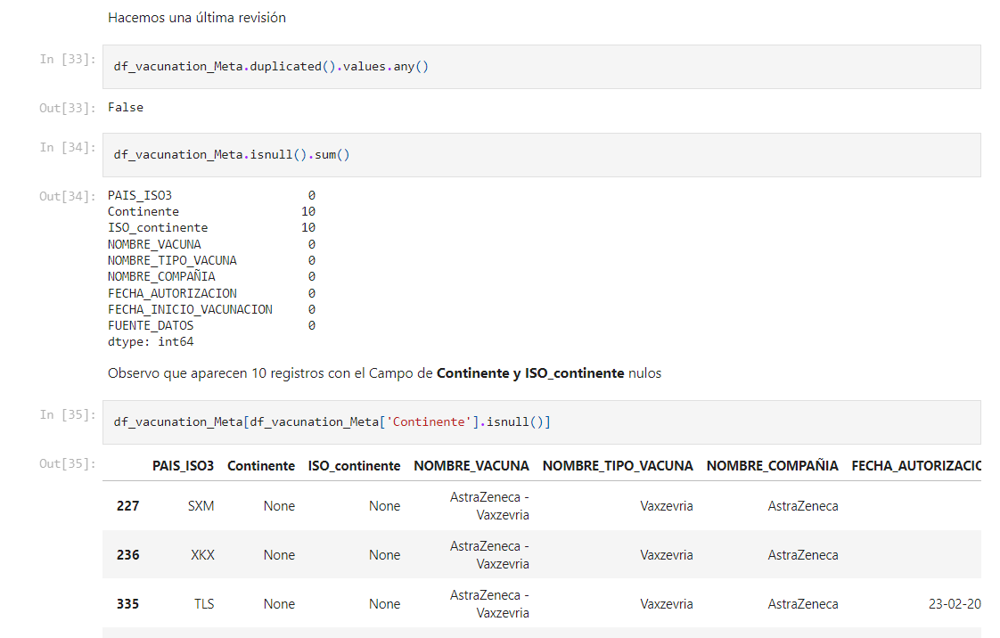 Hacemos una última revisión
In [33]: df_vacunation_Meta.duplicated().values.any()
Out[33]: False
In [34]: df_vacunation_Meta.isnull().sum()
Out[34]: PAIS_ISO3 0
Continente 10
ISO_continente 10
NOMBRE_VACUNA 0
NOMBRE_TIPO_VACUNA 0
NOMBRE_COMPAÑIA 0
FECHA_AUTORIZACION 0
FECHA_INICIO_VACUNACION 0
FUENTE_DATOS 0
dtype: int64
Observo que aparecen 10 registros con el Campo de Continente y ISO_continente nulos
In [35]: df_vacunation_Meta[df_vacunation_Meta['Continente'].isnull()]
Out[35]: PAIS_ISO3 Continente ISO_continente NOMBRE_VACUNA NOMBRE_TIPO_VACUNA NOMBRE_COMPAÑIA FECHA_AUTORIZACIO
227 SXM None None AstraZeneca - Vaxzevria Vaxzevria AstraZeneca
236 XKX None None AstraZeneca - Vaxzevria Vaxzevria AstraZeneca
335 TLS None None AstraZeneca - Vaxzevria Vaxzevria AstraZeneca 23-02-20